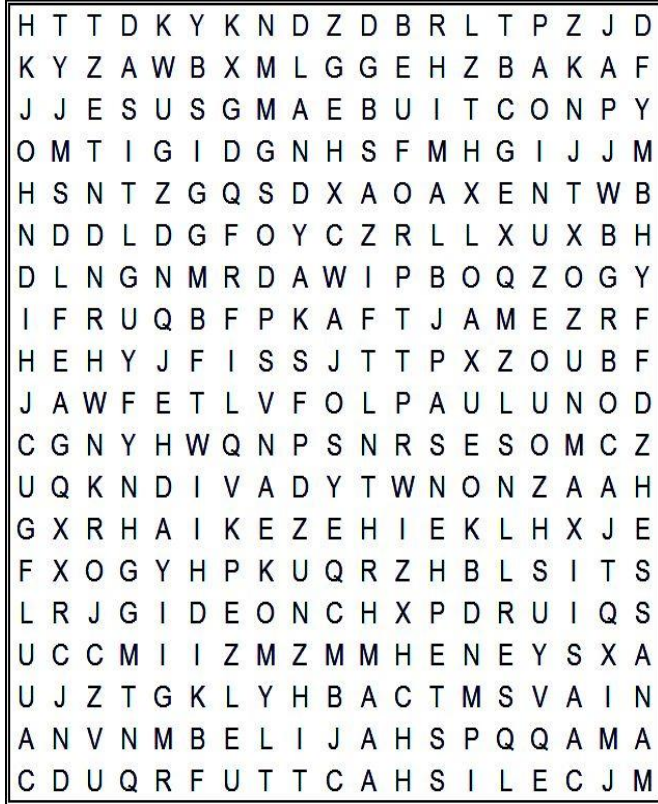 H T T D K Y K N D Z D B R L T P Z J D
K Y Z A W B X M L G G E H Z B A K A F
J J E S U S G M A E B U I T C O N P Y
O M T I G I D G N H S F M H G I J J M
H S N T Z G Q S D X A O A X E N T W B
N D D L D G F O Y C Z R L L X U X B H
D L N G N M R D A W I P B O Q Z O G Y
I F R U Q B F P K A F T J A M E Z R F
H E H Y J F I S S J T T P X Z O U B F
J A W F E T L V F O L P A U L U N O D
C G N Y H W Q N P S N R S E S O M C Z
U Q K N D I V A D Y T W N O N Z A A H
G X R H A I K E Z E H I E K L H X J E
F X O G Y H P K U Q R Z H B L S I T S
L R J G I D E O N C H X P D R U I Q S
U C C M I I Z M Z M M H E N E Y S X A
U J Z T G K L Y H B A C T M S V A I N
A N V N M B E L I J A H S P Q Q A M A
C D U Q R F U T T C A H S I L E C J M